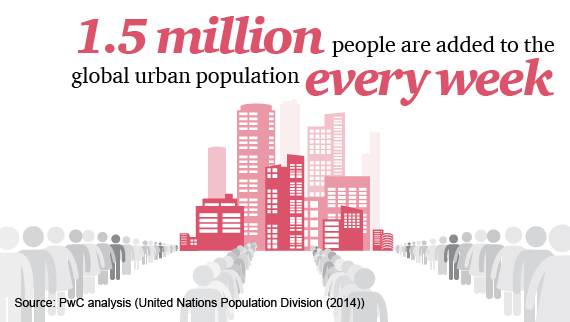 1.5 million people are added to the
global urban population every week
Source: PwC analysis (United Nations Population Division (2014))